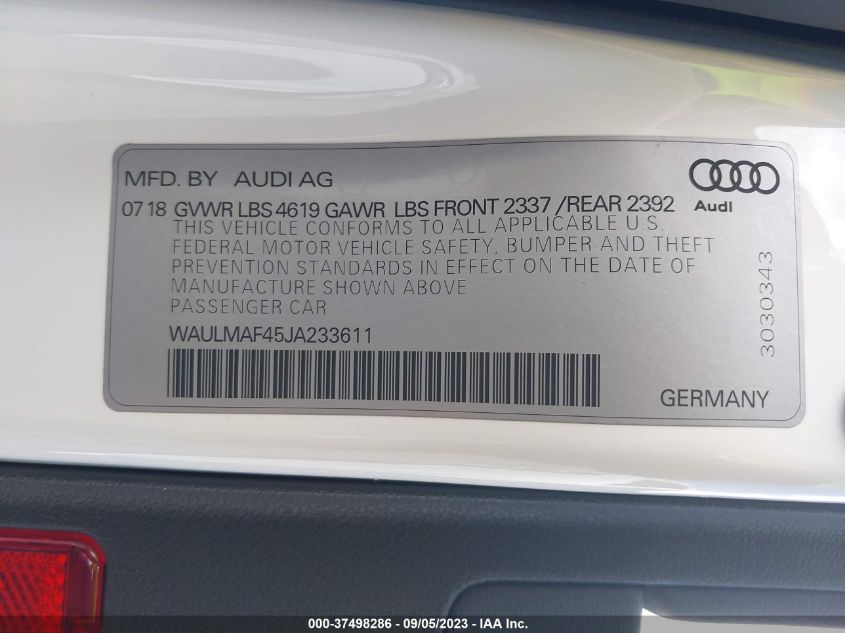 MFD. BY AUDI AG
Audi
07 18 GVWR LBS 4619 GAWR LBS FRONT 2337 /REAR 2392
THIS VEHICLE CONFORMS TO ALL APPLICABLE U.S.
FEDERAL MOTOR VEHICLE SAFETY, BUMPER AND THEFT
PREVENTION STANDARDS IN EFFECT ON THE DATE OF
MANUFACTURE SHOWN ABOVE
PASSENGER CAR
3030343
WAULMAF45JA233611
GERMANY
000-37498286 - 09/05/2023 - IAA Inc.